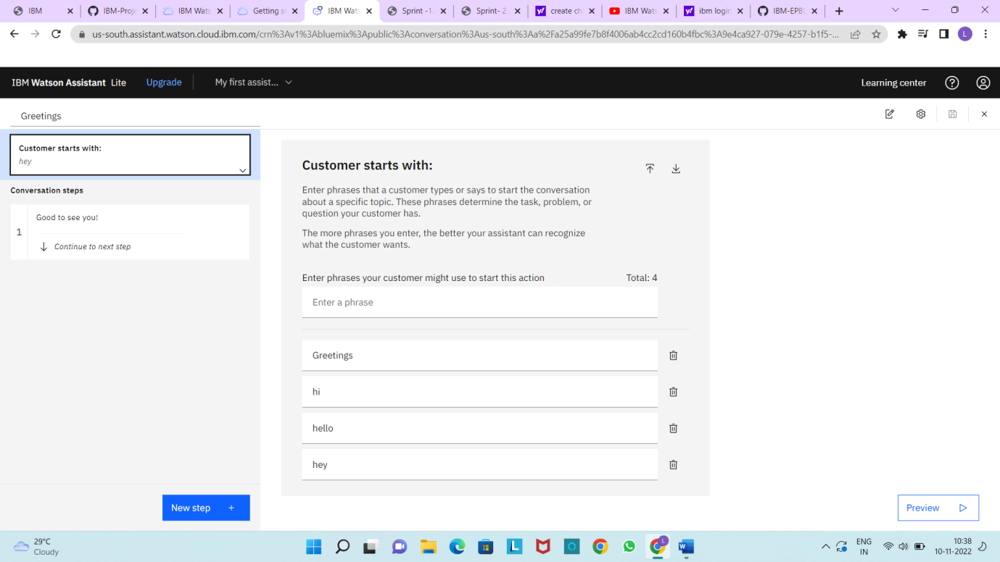 IBM
IBM-Proje
IBM Wats
Getting st
IBM Wats
Sprint -1
Sprint- 2
create ch
IBM Wats
ibm login
IBM-EPBL
us-south.assistant.watson.cloud.ibm.com/crn%3Av1%3Abluemix%3Apublic%3Aconversation%3Aus-south%3Aa%2Fa25a99fe7b8f4006ab4cc2cd160b4fbc%3A9e4ca927-079e-4257-b1f5-...
L
IBM Watson Assistant Lite
Upgrade
My first assist...
Learning center
Greetings
Customer starts with:
hey
Conversation steps
1
Good to see you!
Continue to next step
New step +
Customer starts with:
Enter phrases that a customer types or says to start the conversation
about a specific topic. These phrases determine the task, problem, or
question your customer has.
The more phrases you enter, the better your assistant can recognize
what the customer wants.
Enter phrases your customer might use to start this action
Total: 4
Enter a phrase
Greetings
hi
hello
hey
Preview
29°C
Cloudy
L
L
W
ENG
IN
10:38
10-11-2022